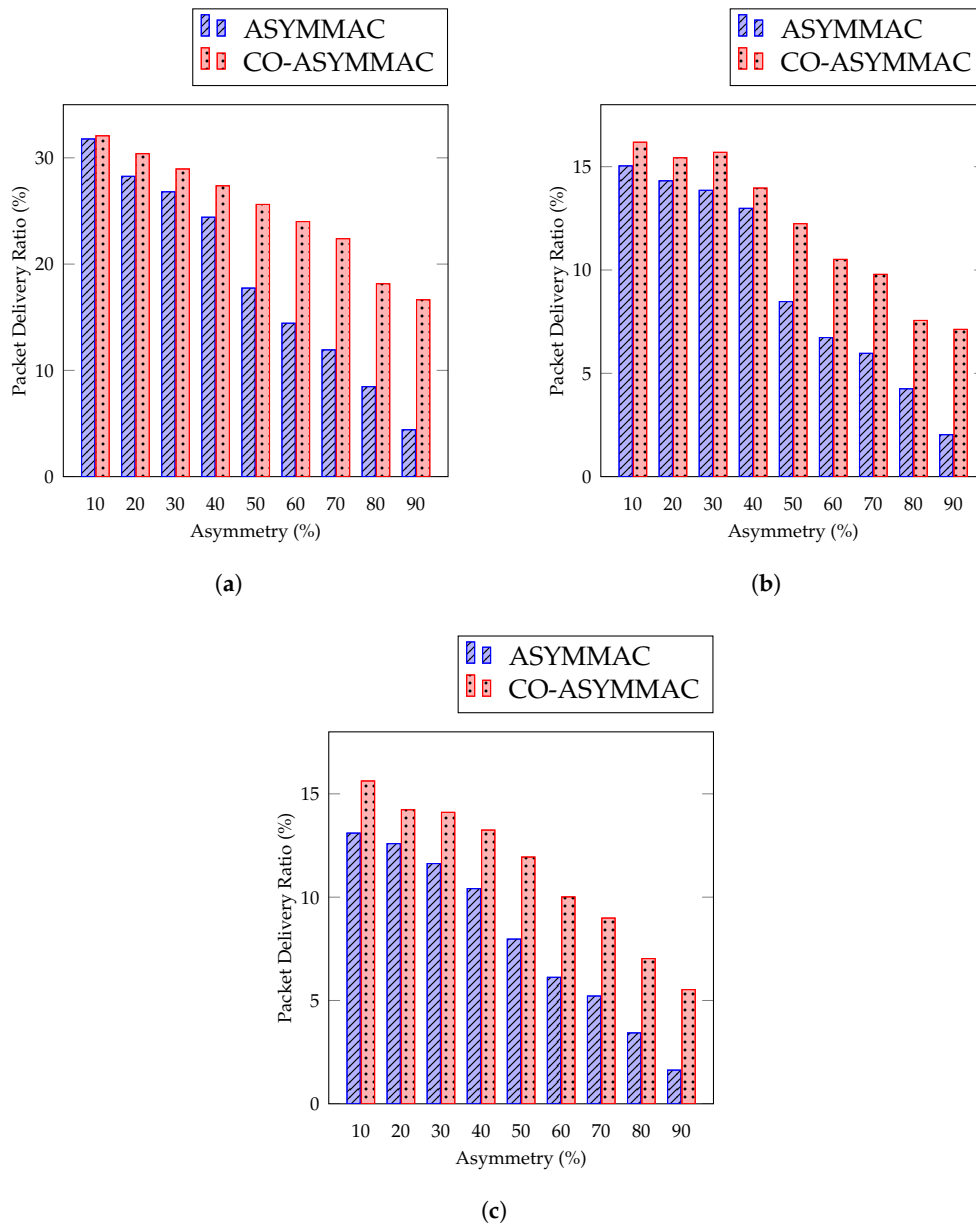 ASYMMAC
CO-ASYMMAC
30
20
10
0
Packet Delivery Ratio (%)
10 20 30 40 50 60 70 80 90
Asymmetry (%)
(a)
ASYMMAC
CO-ASYMMAC
15
10
5
0
Packet Delivery Ratio (%)
10 20 30 40 50 60 70 80 90
Asymmetry (%)
(b)
ASYMMAC
CO-ASYMMAC
15
10
5
0
Packet Delivery Ratio (%)
10 20 30 40 50 60 70 80 90
Asymmetry (%)
(c)